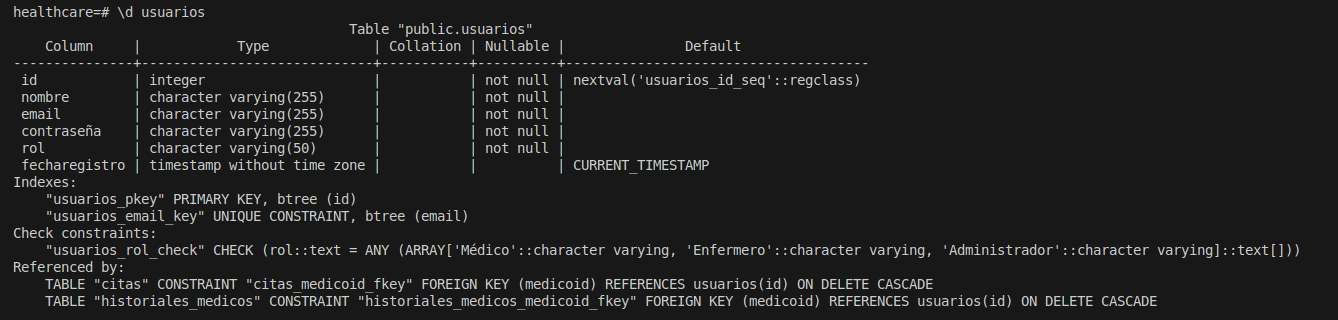 healthcare=# \d usuarios
                                         Table "public.usuarios"
    Column     |            Type             | Collation | Nullable |               Default
---------------+-----------------------------+-----------+----------+--------------------------------------
 id            | integer                     |           | not null | nextval('usuarios_id_seq'::regclass)
 nombre        | character varying(255)      |           | not null |
 email         | character varying(255)      |           | not null |
 contraseña    | character varying(255)      |           | not null |
 rol           | character varying(50)       |           | not null |
 fecharegistro | timestamp without time zone |           |          | CURRENT_TIMESTAMP
Indexes:
    "usuarios_pkey" PRIMARY KEY, btree (id)
    "usuarios_email_key" UNIQUE CONSTRAINT, btree (email)
Check constraints:
    "usuarios_rol_check" CHECK (rol::text = ANY (ARRAY['Médico'::character varying, 'Enfermero'::character varying, 'Administrador'::character varying]::text[]))
Referenced by:
    TABLE "citas" CONSTRAINT "citas_medicoid_fkey" FOREIGN KEY (medicoid) REFERENCES usuarios(id) ON DELETE CASCADE
    TABLE "historiales_medicos" CONSTRAINT "historiales_medicos_medicoid_fkey" FOREIGN KEY (medicoid) REFERENCES usuarios(id) ON DELETE CASCADE